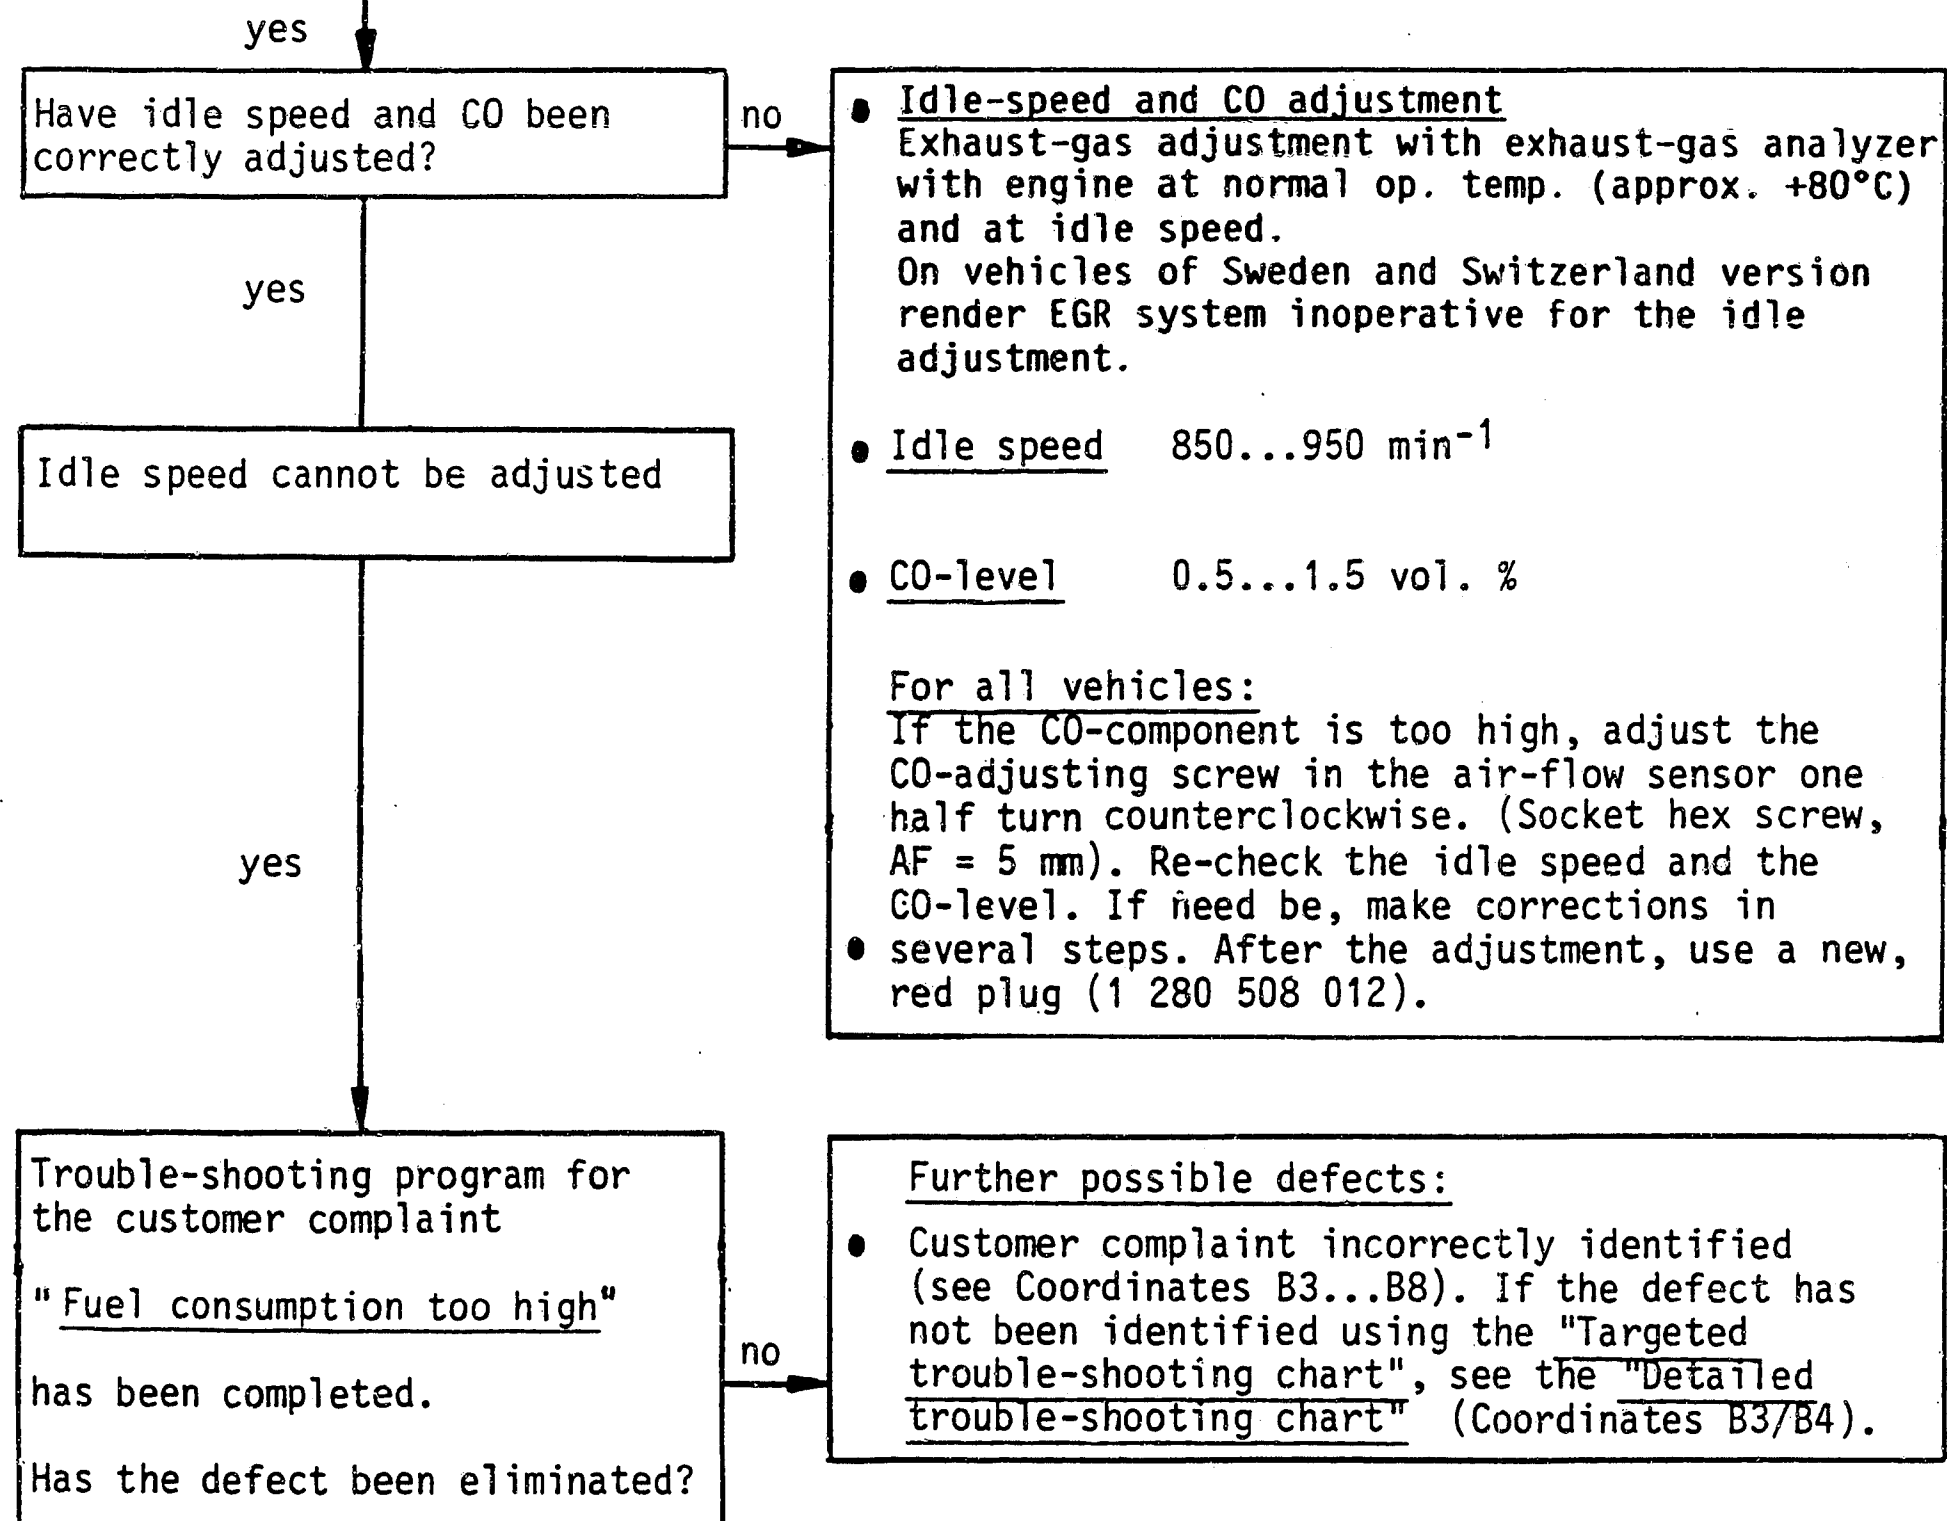 yes
Have idle speed and CO been
correctly adjusted?
no
● Idle-speed and CO adjustment
Exhaust-gas adjustment with exhaust-gas analyzer
with engine at normal op. temp. (approx. +80°C)
and at idle speed.
On vehicles of Sweden and Switzerland version
render EGR system inoperative for the idle
adjustment.
yes
● Idle speed 850...950 min⁻¹
Idle speed cannot be adjusted
● CO-level 0.5...1.5 vol. %
For all vehicles:
If the CO-component is too high, adjust the
CO-adjusting screw in the air-flow sensor one
half turn counterclockwise. (Socket hex screw,
AF = 5 mm). Re-check the idle speed and the
CO-level. If need be, make corrections in
● several steps. After the adjustment, use a new,
red plug (1 280 508 012).
yes
Trouble-shooting program for
the customer complaint
"Fuel consumption too high"
has been completed.
Has the defect been eliminated?
no
Further possible defects:
● Customer complaint incorrectly identified
(see Coordinates B3...B8). If the defect has
not been identified using the "Targeted
trouble-shooting chart", see the "Detailed
trouble-shooting chart" (Coordinates B3/B4).